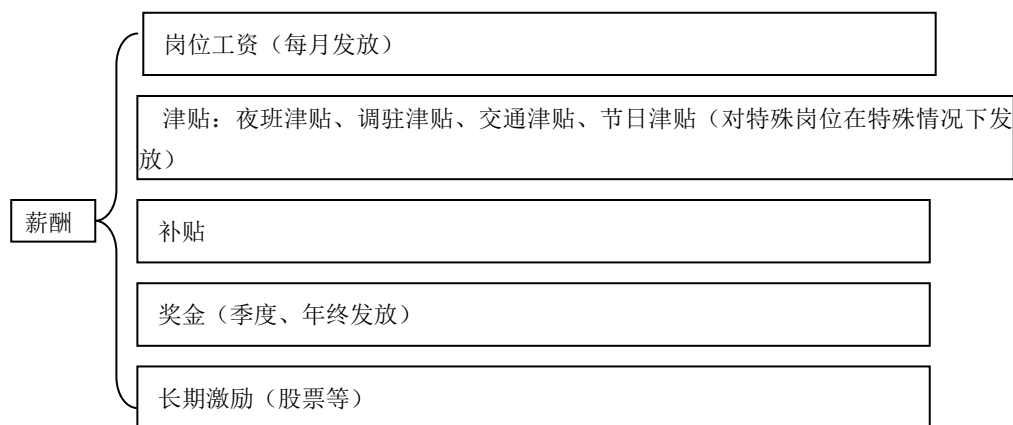 岗位工资（每月发放）
津贴：夜班津贴、调驻津贴、交通津贴、节日津贴（对特殊岗位在特殊情况下发
放）
薪酬
补贴
奖金（季度、年终发放）
长期激励（股票等）